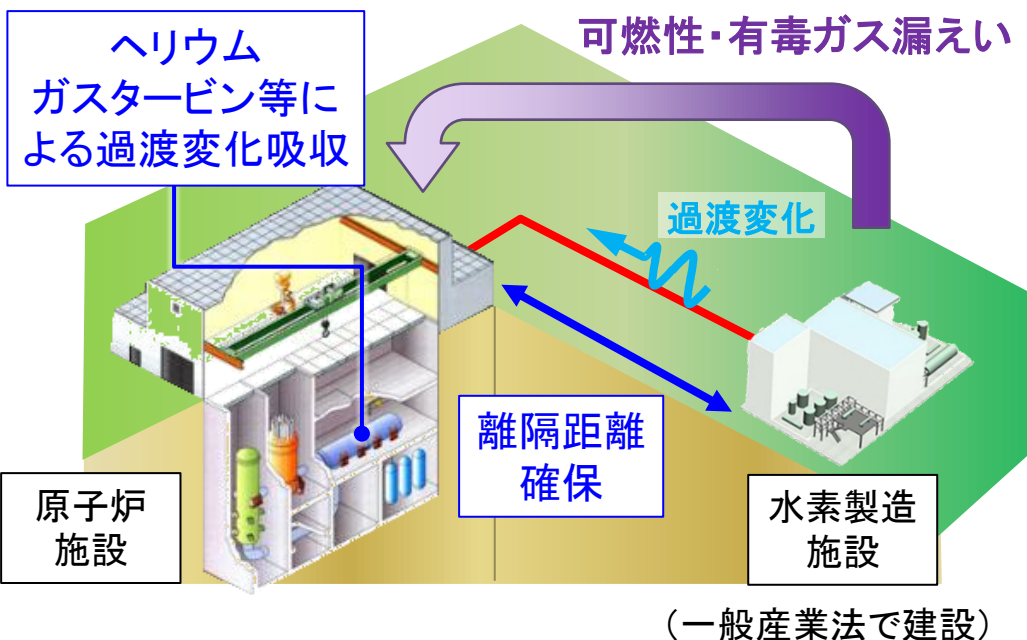 可燃性・有毒ガス漏えい
ヘリウム
ガスタービン等に
よる過渡変化吸収
過渡変化
離隔距離
確保
原子炉
施設
水素製造
施設
（一般産業法で建設）